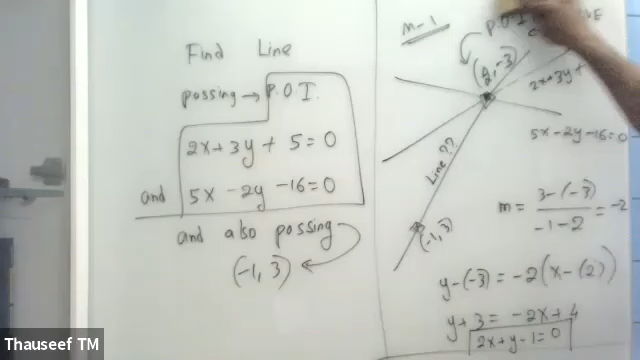 Find Line
passing → P.O.I.
2x+3y+5=0
and 5x-2y-16=0
and also passing
(-1,3)
M-1
P.O.I
(2,-3)
2x+3y+
5x-2y-16=0
Line ??
(-1,3)
m = 3-(-3) / -1-2 = -2
y-(-3) = -2(x-(2))
y+3 = -2x+4
2x+y-1=0
Thauseef TM